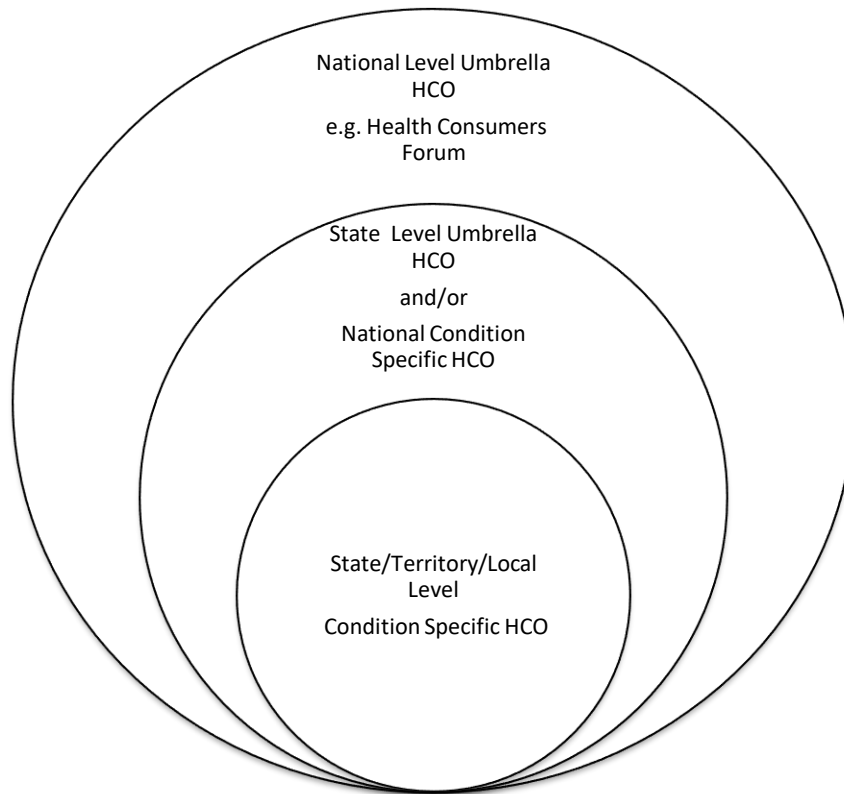 National Level Umbrella
HCO
e.g. Health Consumers
Forum
State Level Umbrella
HCO
and/or
National Condition
Specific HCO
State/Territory/Local
Level
Condition Specific HCO